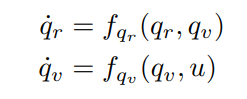 q̇_r = f_{q_r}(q_r, q_v)
q̇_v = f_{q_v}(q_v, u)